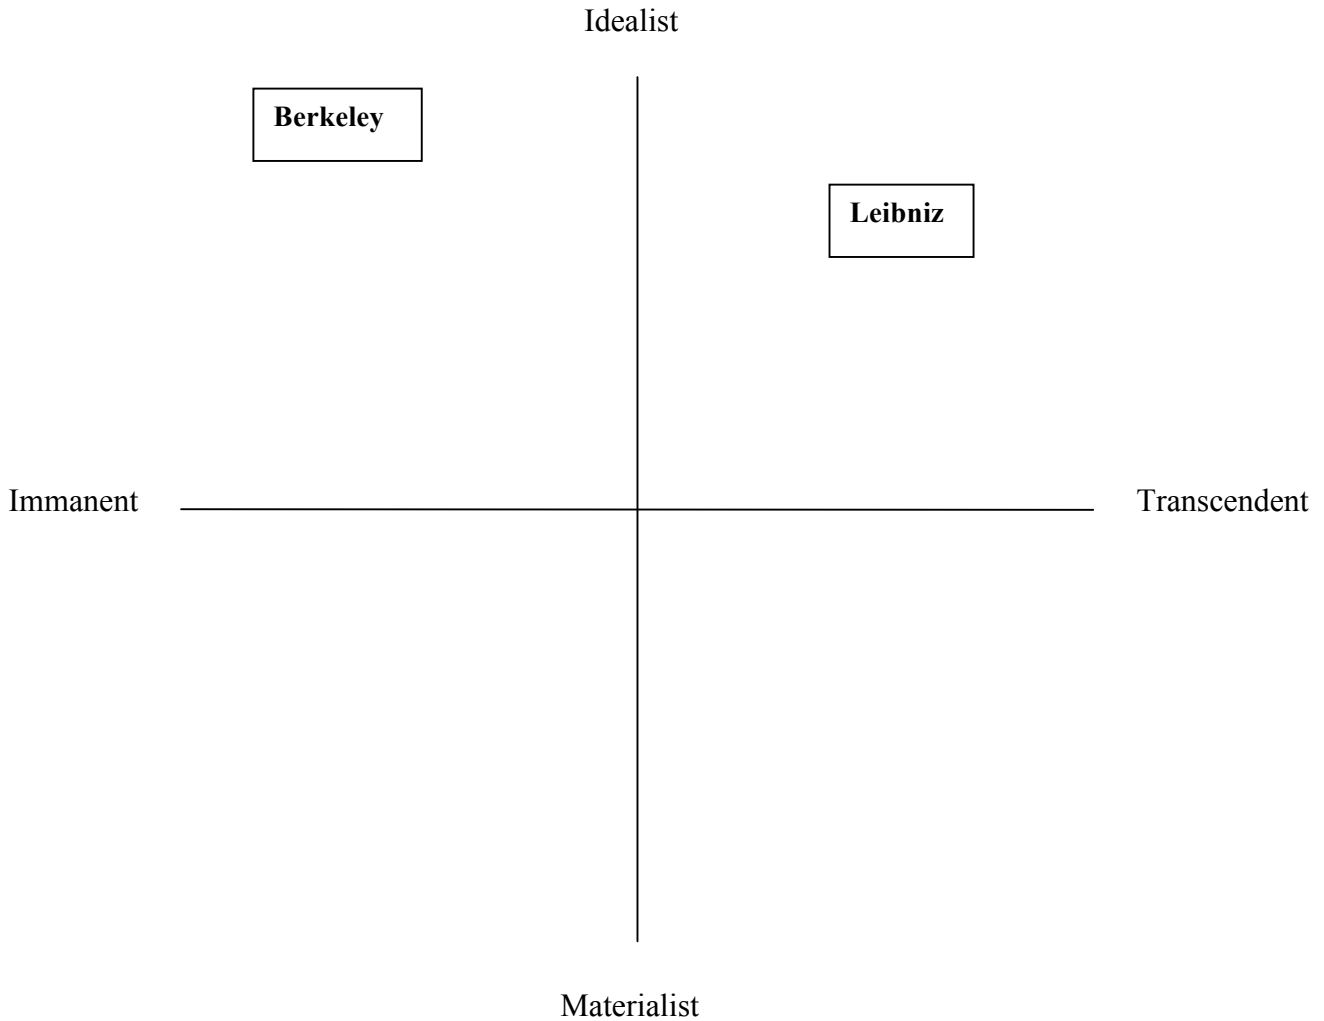 Idealist
Berkeley
Leibniz
Immanent
Transcendent
Materialist